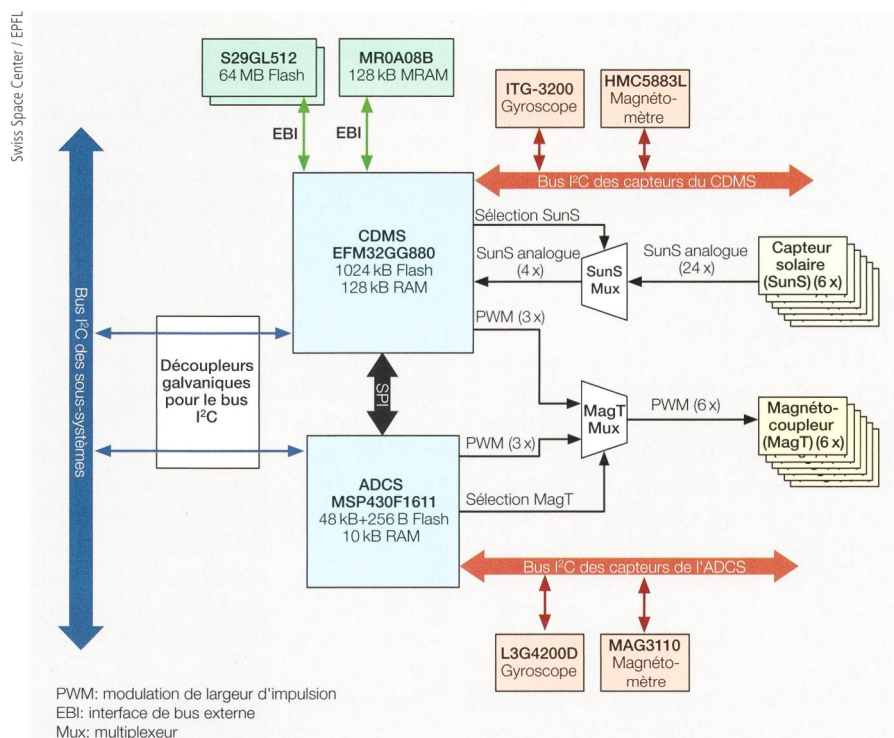 Swiss Space Center / EPFL
S29GL512
64 MB Flash
MR0A08B
128 kB MRAM
EBI
EBI
ITG-3200
Gyroscope
HMC5883L
Magnéto-
mètre
Bus I²C des capteurs du CDMS
CDMS
EFM32GG880
1024 kB Flash
128 kB RAM
Sélection SunS
SunS analogue
(4 x)
SunS
Mux
SunS analogue
(24 x)
Capteur
solaire
(SunS) (6 x)
PWM (3 x)
Bus I²C des sous-systèmes
Découpleurs
galvaniques
pour le bus
I²C
SPI
MagT
Mux
PWM (6 x)
Magnéto-
coupleur
(MagT) (6 x)
PWM (3 x)
ADCS
MSP430F1611
48 kB+256 B Flash
10 kB RAM
Sélection MagT
Bus I²C des capteurs de l'ADCS
L3G4200D
Gyroscope
MAG3110
Magnéto-
mètre
PWM: modulation de largeur d'impulsion
EBI: interface de bus externe
Mux: multiplexeur